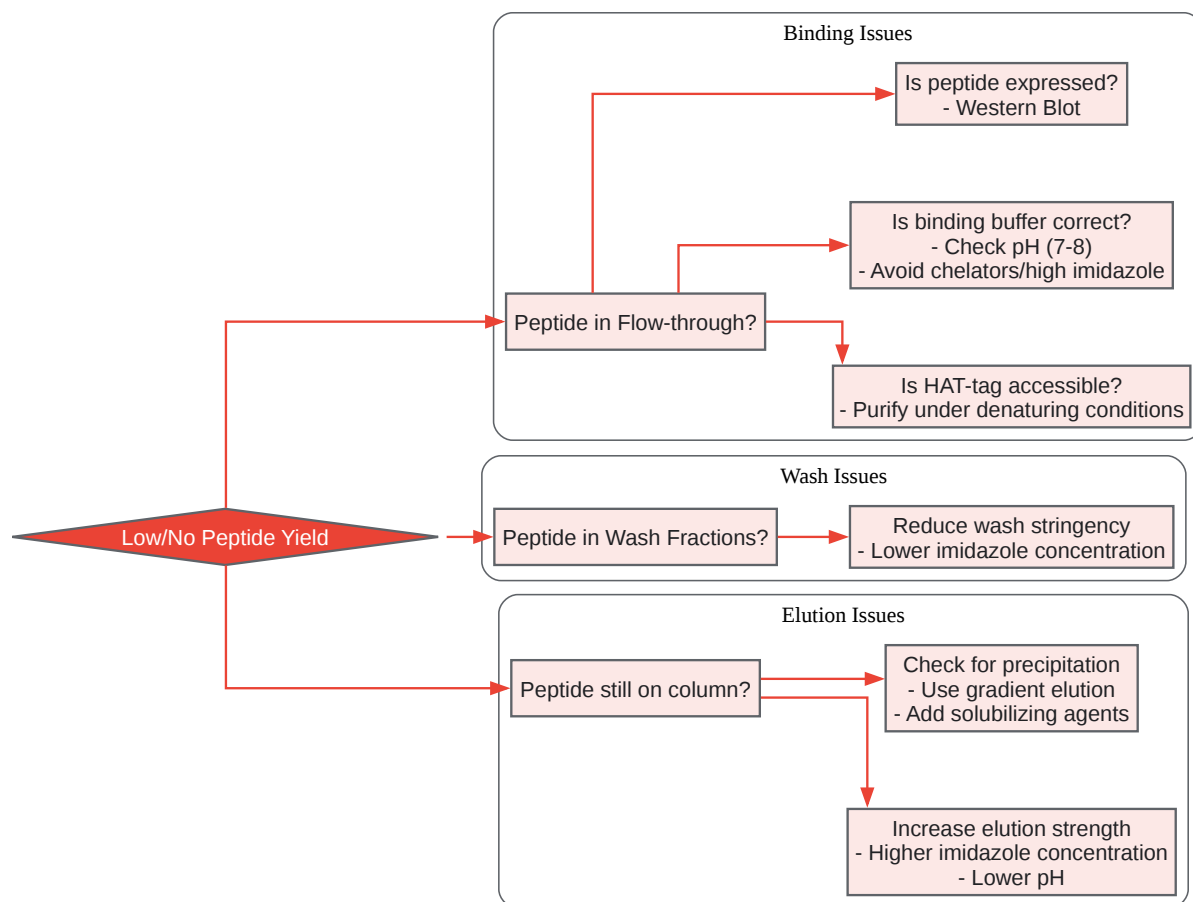 Binding Issues
Is peptide expressed?
- Western Blot
Is binding buffer correct?
- Check pH (7-8)
- Avoid chelators/high imidazole
Peptide in Flow-through?
Is HAT-tag accessible?
- Purify under denaturing conditions
Wash Issues
Low/No Peptide Yield
Peptide in Wash Fractions?
Reduce wash stringency
- Lower imidazole concentration
Elution Issues
Peptide still on column?
Check for precipitation
- Use gradient elution
- Add solubilizing agents
Increase elution strength
- Higher imidazole concentration
- Lower pH